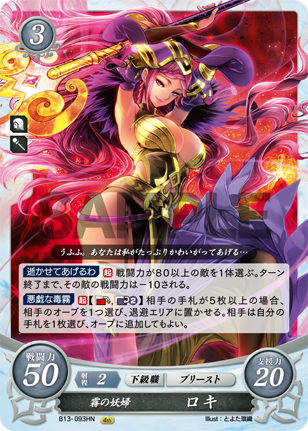 3
うふふ、あなたは私がたっぷりかわいがってあげる…
逝かせてあげるわ 起 戦闘力が80以上の敵を1体選ぶ。ターン
終了まで、その敵の戦闘力は－10される。
悪戯な毒霧 起 相手の手札が5枚以上の場合、
相手のオーブを1つ選び、退避エリアに置かせる。相手は自分の
手札を1枚選び、オーブに追加してもよい。
戦闘力
50
射程 2 下級職 プリースト
支援力
20
霧の妖婦 ロキ
B13-093HN 4th
Illust：とよた瑣織